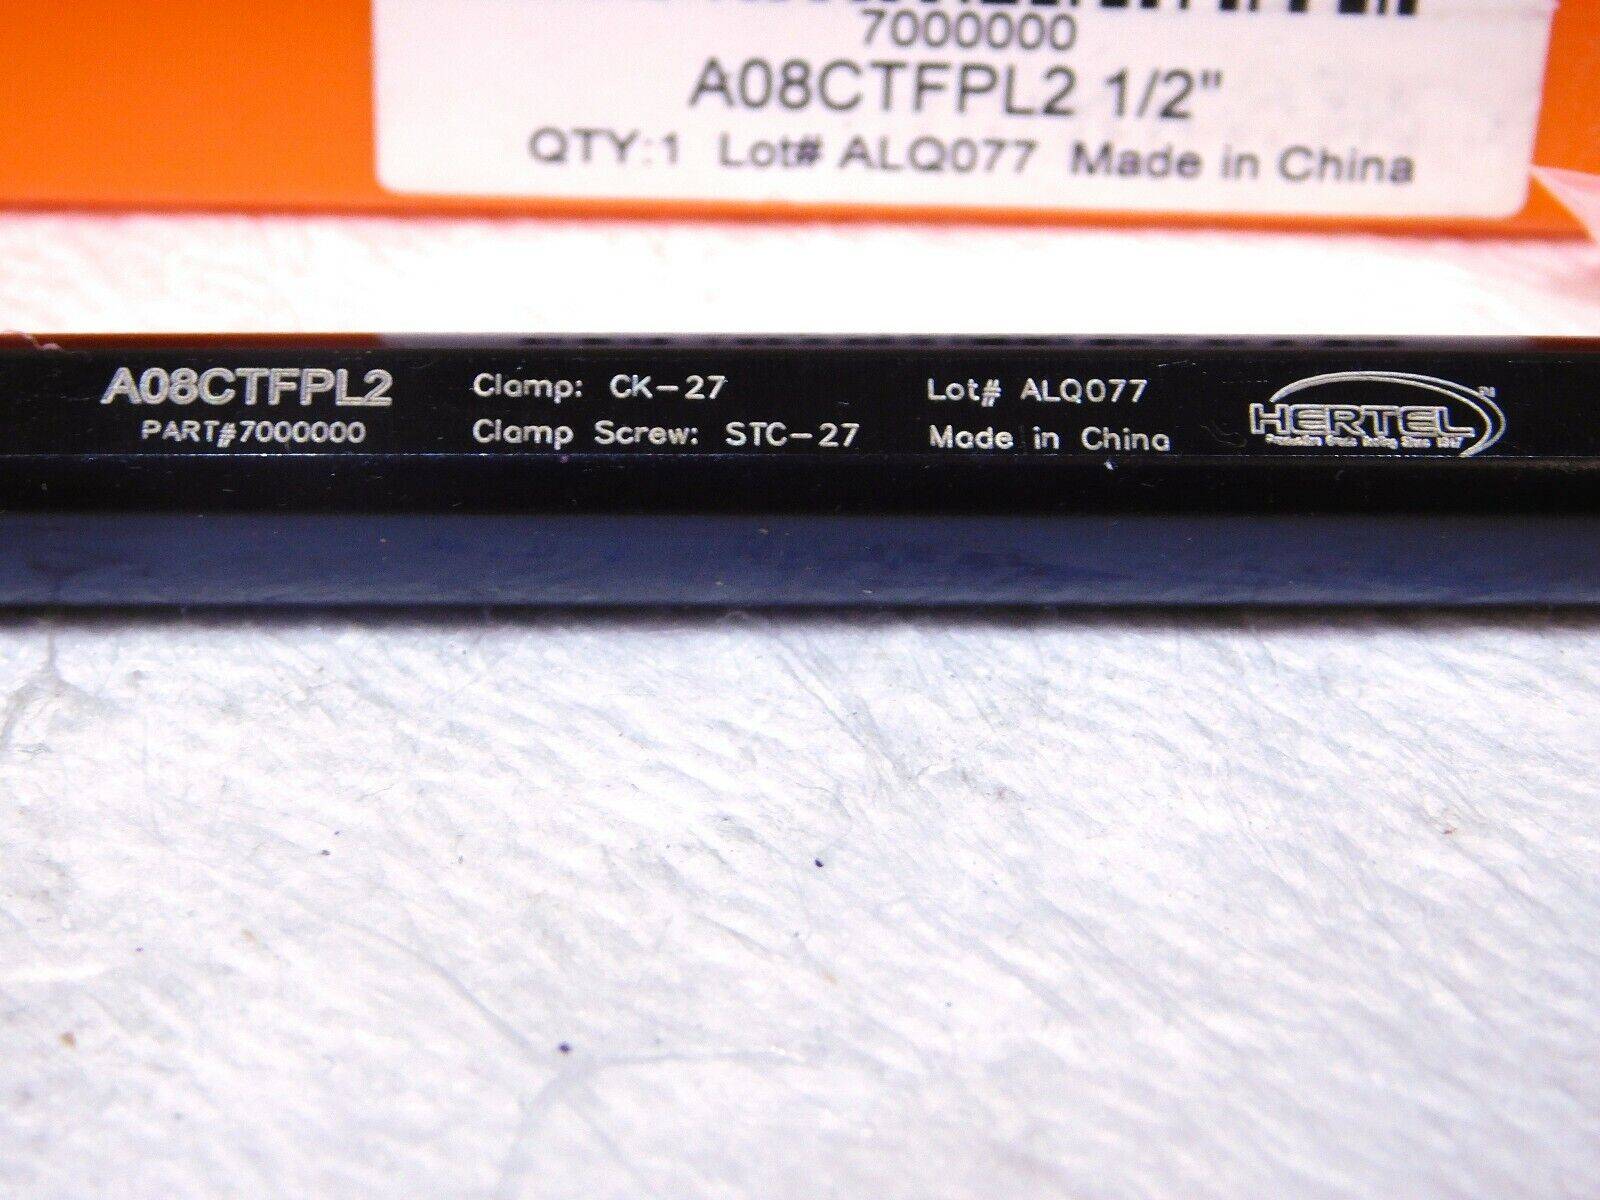 7000000
A08CTFPL2 1/2"
QTY:1 Lot# ALQ077 Made in China
A08CTFPL2 Clamp: CK-27 Lot# ALQ077 HERTEL TM
PART#7000000 Clamp Screw: STC-27 Made in China